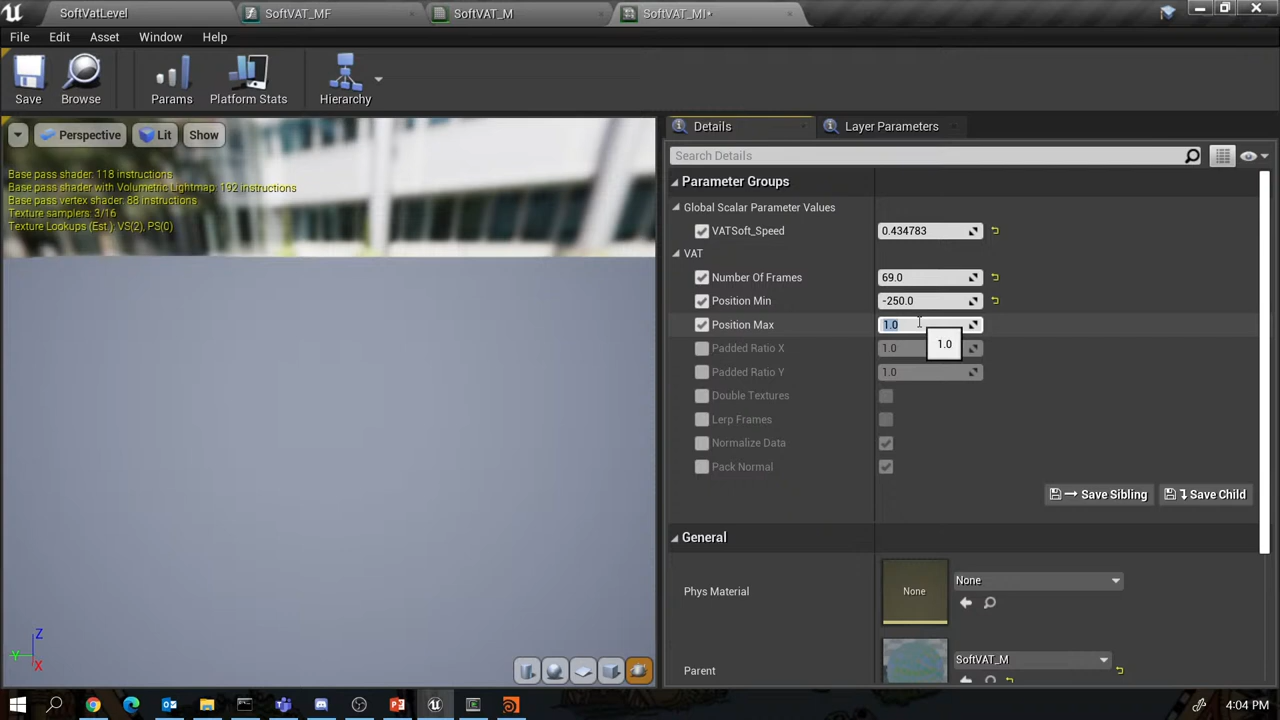 SoftVATLevel
SoftVAT_MF
SoftVAT_M
SoftVAT_MI•
File Edit Asset Window Help
Save Browse Params Platform Stats Hierarchy
Perspective Lit Show
Base pass shader: 118 instructions
Base pass shader with Volumetric Lightmap: 192 instructions
Base pass vertex shader: 88 instructions
Texture samplers: 3/16
Texture Lookups (Est.): VS(2), PS(0)
Z
Y
X
Details Layer Parameters
Search Details
Parameter Groups
Global Scalar Parameter Values
VATSoft_Speed 0.434783
VAT
Number Of Frames 69.0
Position Min -250.0
Position Max 1.0
1.0
Padded Ratio X 1.0
Padded Ratio Y 1.0
Double Textures
Lerp Frames
Normalize Data
Pack Normal
Save Sibling Save Child
General
Phys Material None None
Parent SoftVAT_M
4:04 PM